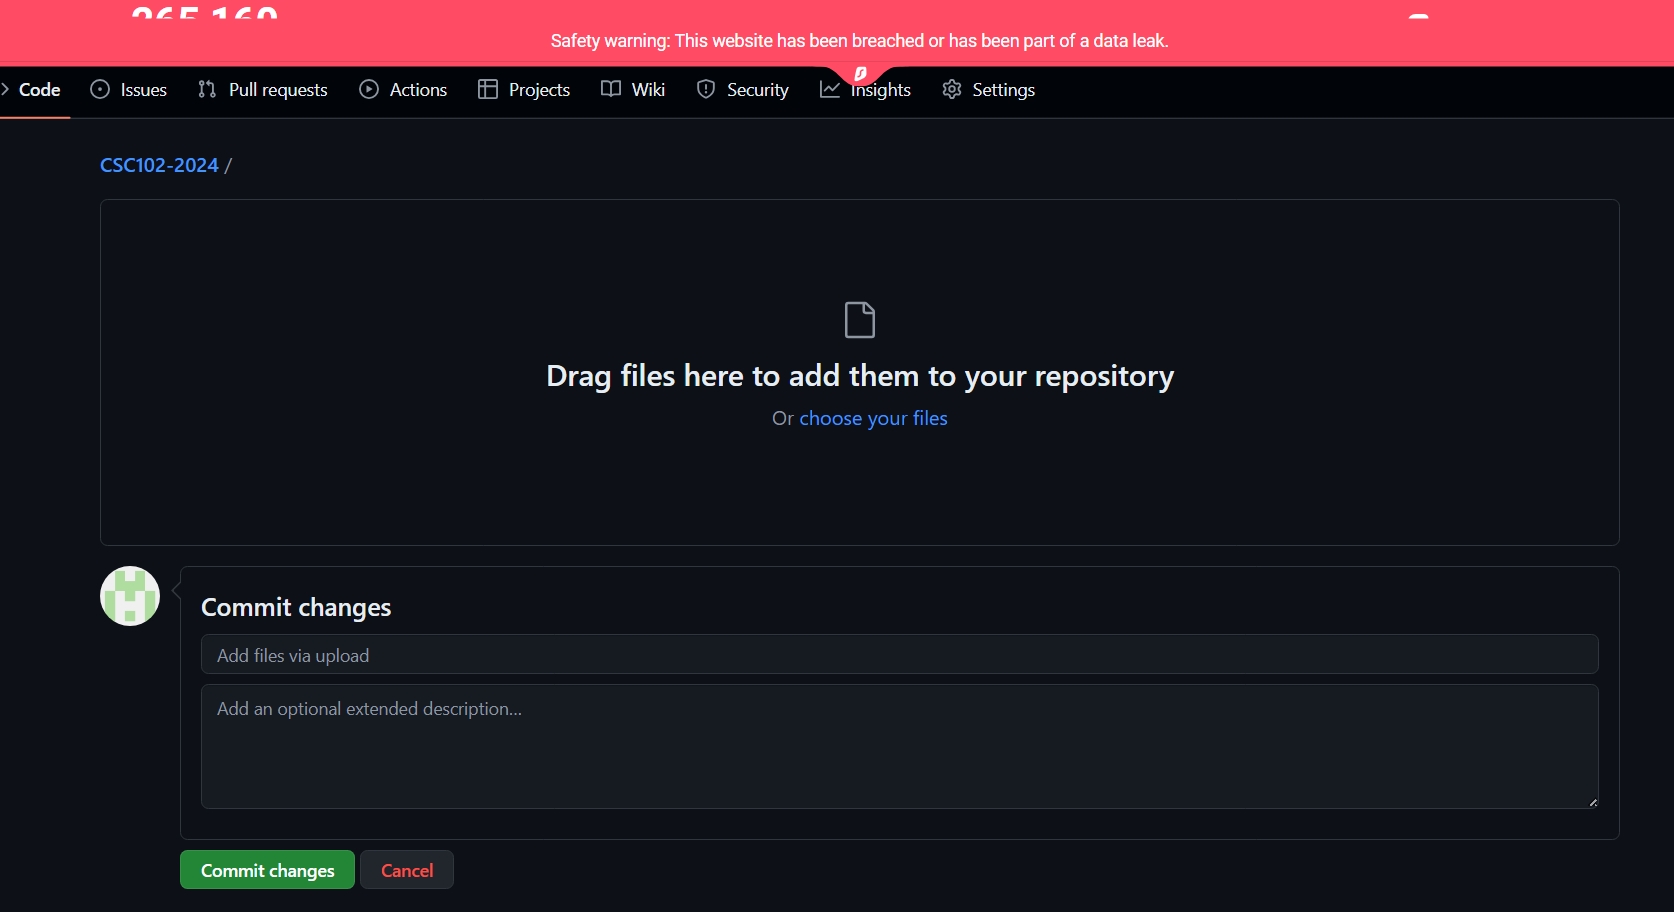 Safety warning: This website has been breached or has been part of a data leak.
Code Issues Pull requests Actions Projects Wiki Security Insights Settings
CSC102-2024 /
Drag files here to add them to your repository
Or choose your files
Commit changes
Add files via upload
Add an optional extended description...
Commit changes Cancel